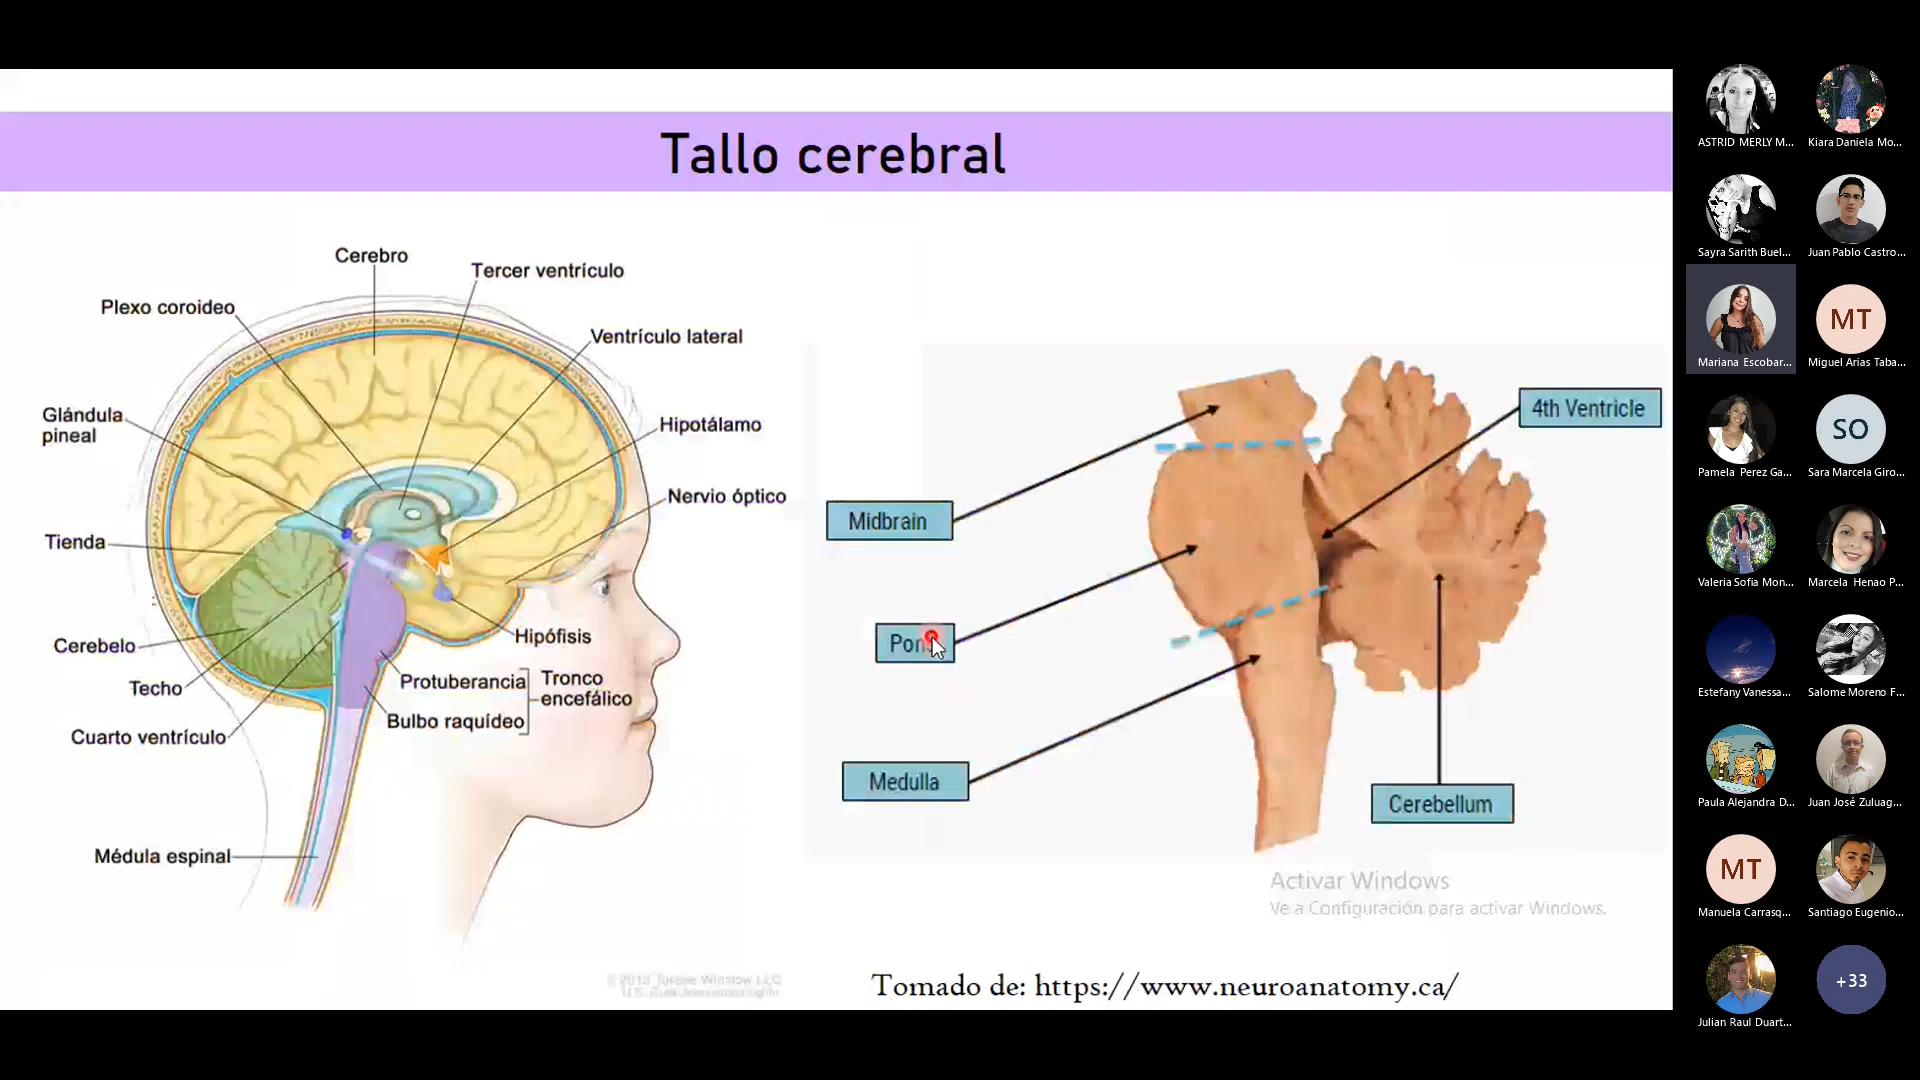 Tallo cerebral
Cerebro
Tercer ventrículo
Plexo coroideo
Ventrículo lateral
Glándula
pineal
Hipotálamo
Nervio óptico
Tienda
Cerebelo
Hipófisis
Techo
Protuberancia
Tronco
encefálico
Bulbo raquídeo
Cuarto ventrículo
Médula espinal
4th Ventricle
Midbrain
Medulla
Cerebellum
Activar Windows
Ve a Configuración para activar Windows.
Tomado de: https://www.neuroanatomy.ca/
ASTRID MERLY M...
Kiara Daniela Mo...
Sayra Sarith Buel...
Juan Pablo Castro...
Mariana Escobar...
MT
Miguel Arias Taba...
Pamela Perez Ga...
SO
Sara Marcela Giro...
Valeria Sofia Mon...
Marcela Henao P...
Estefany Vanessa...
Salome Moreno F...
Paula Alejandra D...
Juan José Zuluag...
MT
Manuela Carrasq...
Santiago Eugenio...
Julian Raul Duart...
+33